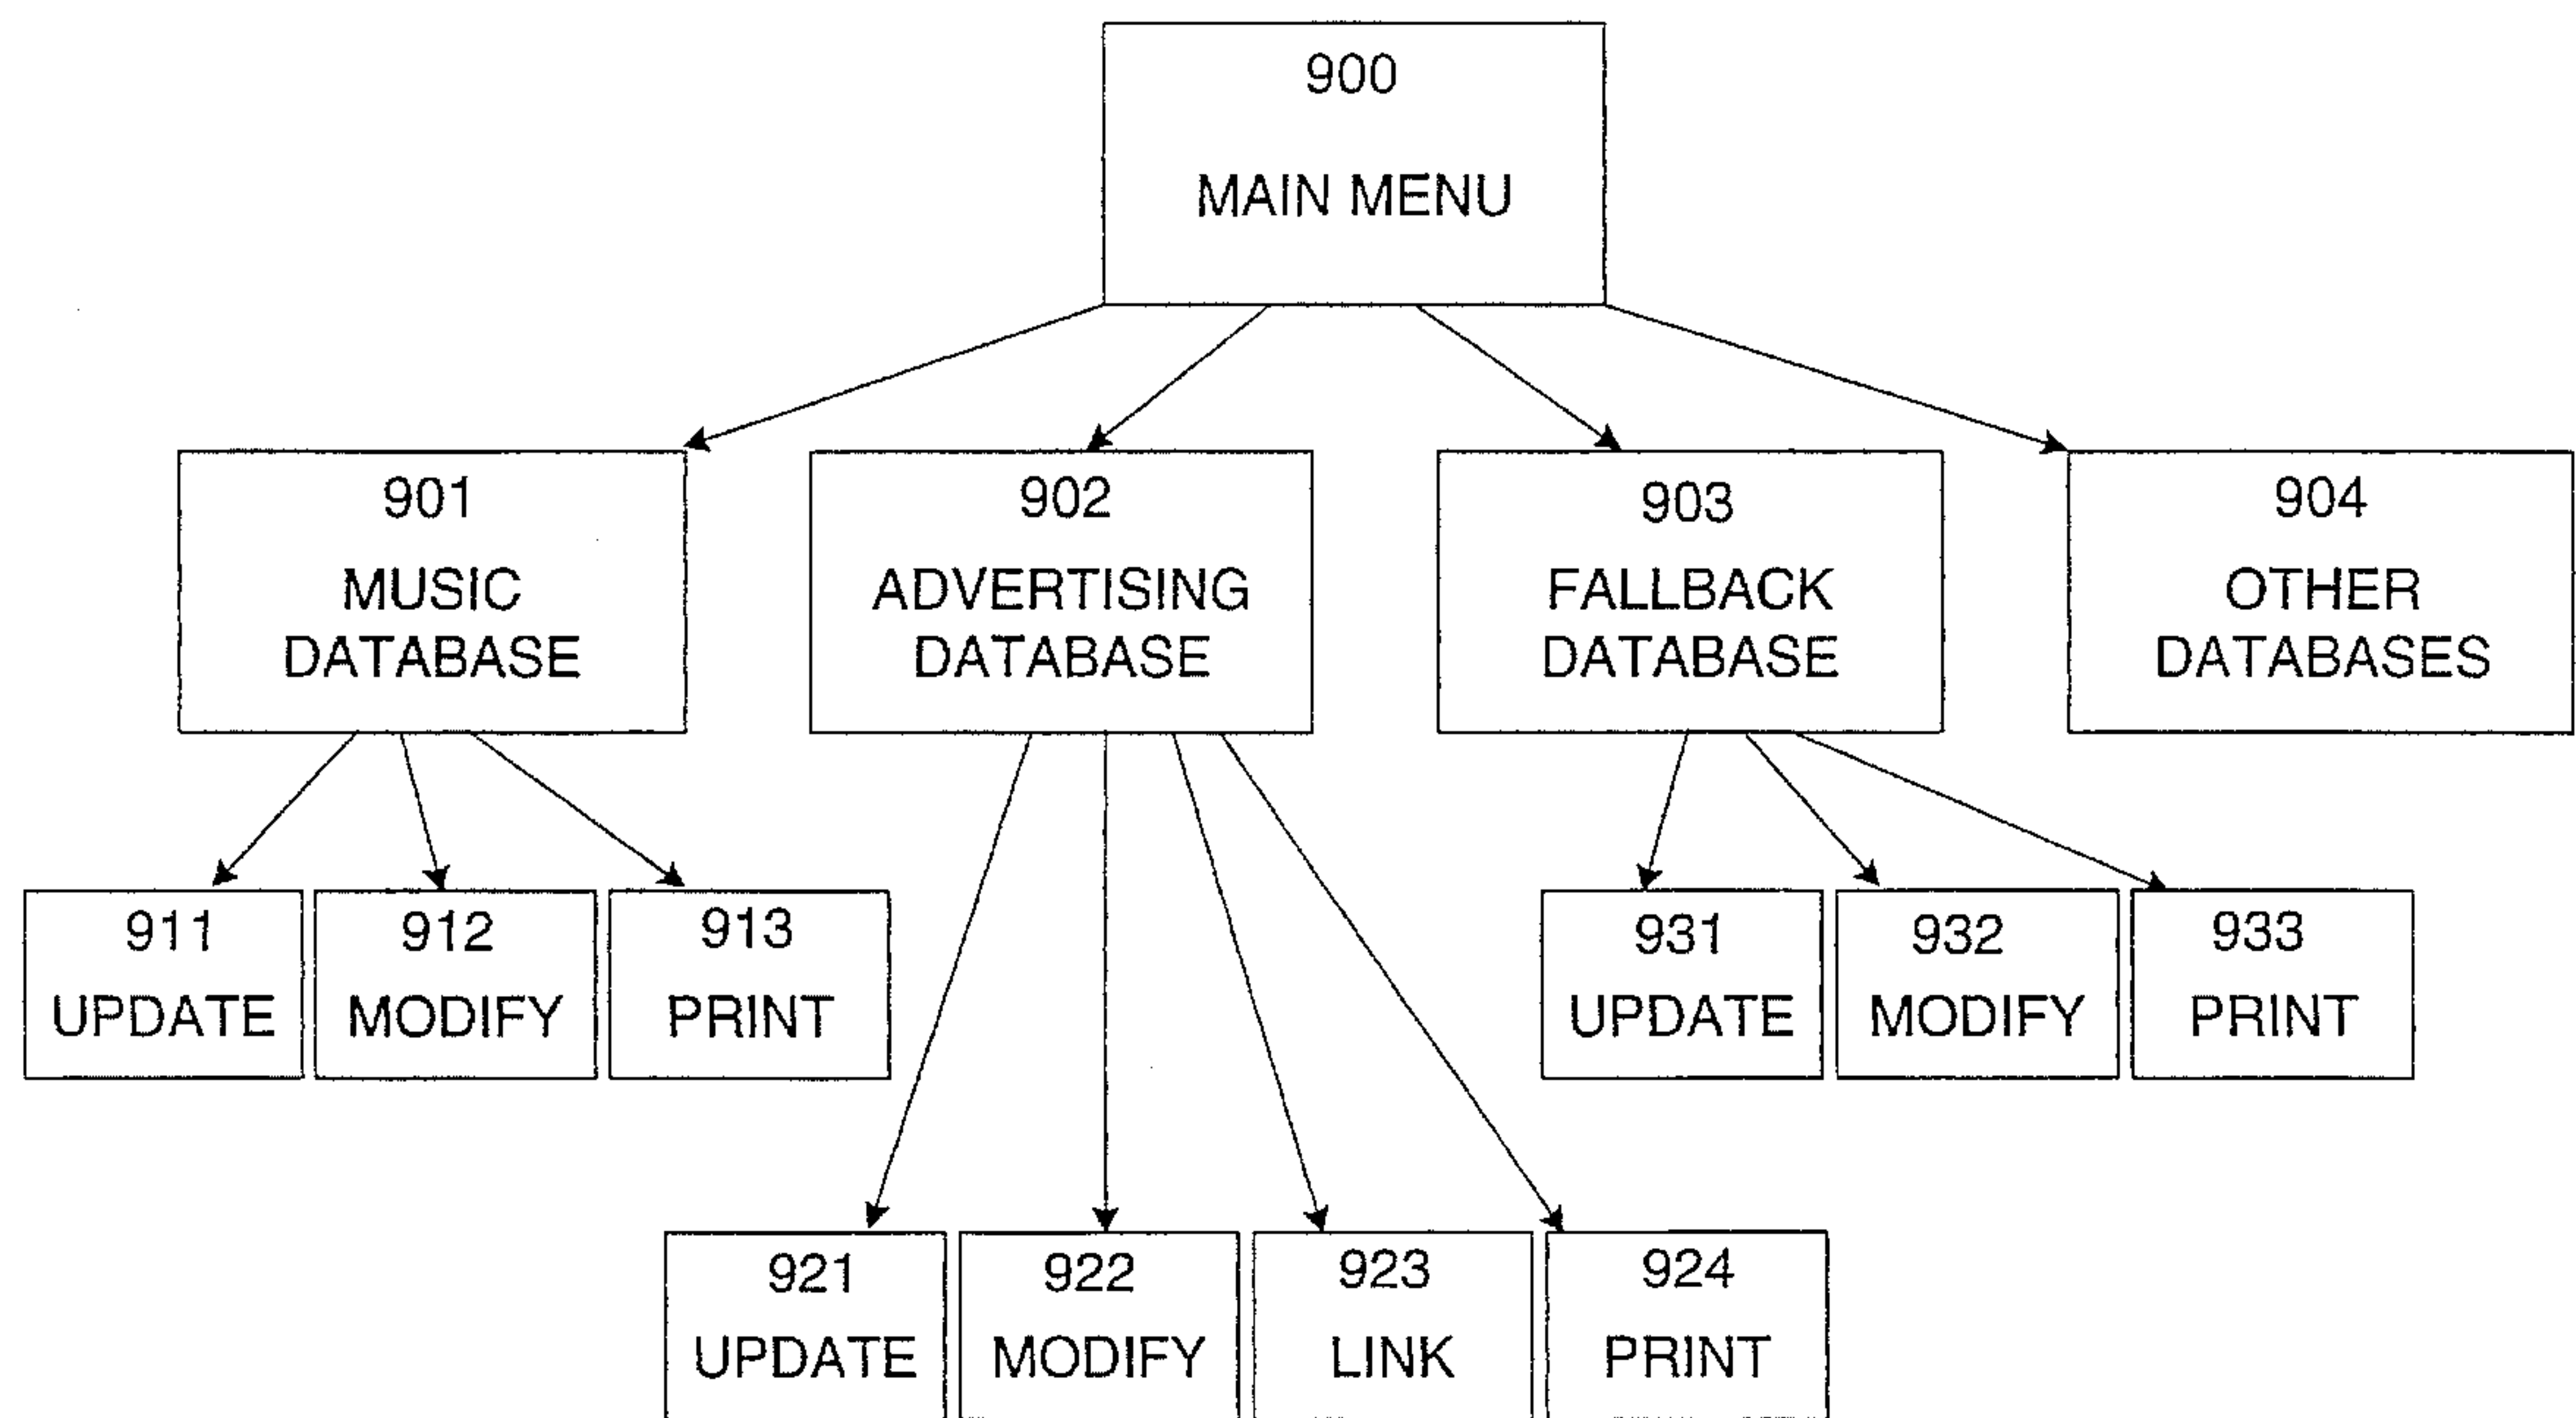 900
MAIN MENU
901
MUSIC
DATABASE
902
ADVERTISING
DATABASE
903
FALLBACK
DATABASE
904
OTHER
DATABASES
911
UPDATE
912
MODIFY
913
PRINT
931
UPDATE
932
MODIFY
933
PRINT
921
UPDATE
922
MODIFY
923
LINK
924
PRINT